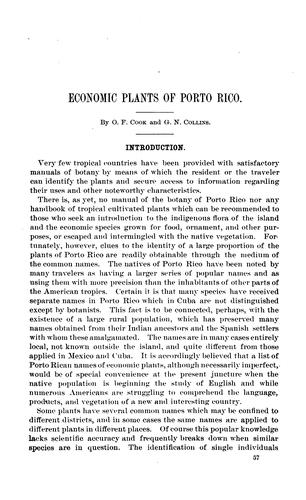 ECONOMIC PLANTS OF PORTO RICO.
By O. F. Cook and G. N. Collins.
INTRODUCTION.
Very few tropical countries have been provided with satisfactory
manuals of botany by means of which the resident or the traveler
can identify the plants and secure access to information regarding
their uses and other noteworthy characteristics.
There is, as yet, no manual of the botany of Porto Rico nor any
handbook of tropical cultivated plants which can be recommended to
those who seek an introduction to the indigenous flora of the island
and the economic species grown for food, ornament, and other pur-
poses, or escaped and intermingled with the native vegetation. For-
tunately, however, clues to the identity of a large proportion of the
plants of Porto Rico are readily obtainable through the medium of
the common names. The natives of Porto Rico have been noted by
many travelers as having a larger series of popular names and as
using them with more precision than the inhabitants of other parts of
the American tropics. Certain it is that many species have received
separate names in Porto Rico which in Cuba are not distinguished
except by botanists. This fact is to be connected, perhaps, with the
existence of a large rural population, which has preserved many
names obtained from their Indian ancestors and the Spanish settlers
with whom these amalgamated. The names are in many cases entirely
local, not known outside the island, and quite different from those
applied in Mexico and Cuba. It is accordingly believed that a list of
Porto Rican names of economic plants, although necessarily imperfect,
would be of special convenience at the present juncture when the
native population is beginning the study of English and while
numerous Americans are struggling to comprehend the language,
products, and vegetation of a new and interesting country.
Some plants have several common names which may be confined to
different districts, and in some cases the same names are applied to
different plants in different places. Of course this popular knowledge
lacks scientific accuracy and frequently breaks down when similar
species are in question. The identification of single individuals
57